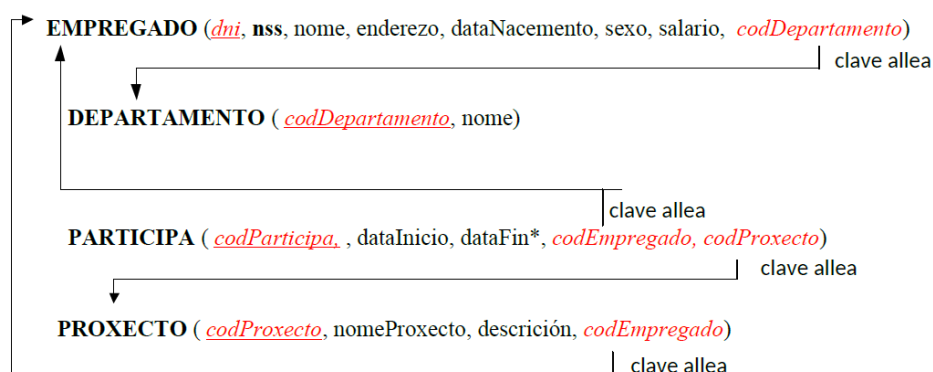 EMPREGADO (dni, nss, nome, enderezo, dataNacemento, sexo, salario, codDepartamento)
clave allea
DEPARTAMENTO ( codDepartamento, nome)
clave allea
PARTICIPA ( codParticipa, , dataInicio, dataFin*, codEmpregado, codProxecto)
clave allea
PROXECTO ( codProxecto, nomeProxecto, descrición, codEmpregado)
clave allea